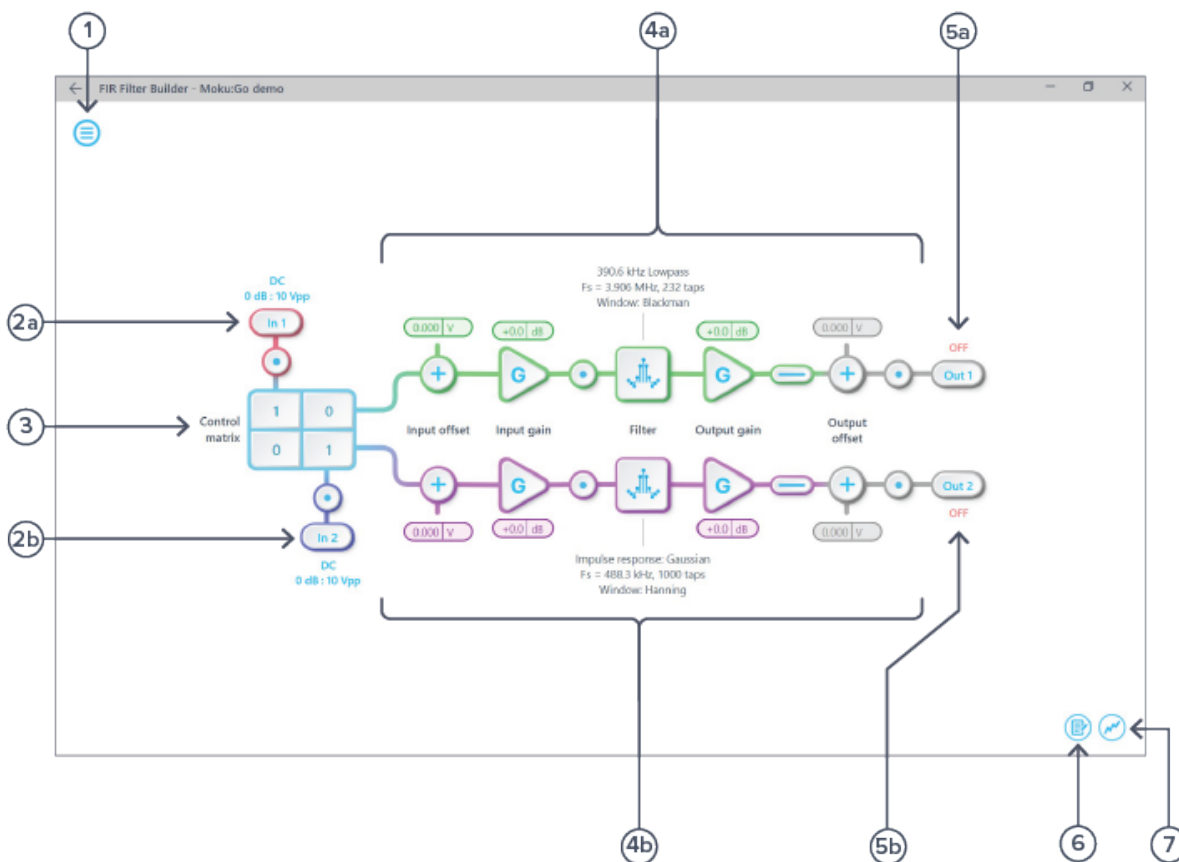 1
4a
5a
FIR Filter Builder - Moku:Go demo
390.6 kHz Lowpass
Fs = 3.906 MHz, 232 taps
Window: Blackman
DC
0 dB : 10 Vpp
2a
In 1
0.000 V
+0.0 dB
+0.0 dB
0.000 V
OFF
G
G
Out 1
3
Control
matrix
1 0
0 1
Input offset
Input gain
Filter
Output gain
Output
offset
G
G
Out 2
2b
In 2
0.000 V
+0.0 dB
+0.0 dB
0.000 V
OFF
DC
0 dB : 10 Vpp
Impulse response: Gaussian
Fs = 488.3 kHz, 1000 taps
Window: Hanning
4b
5b
6
7